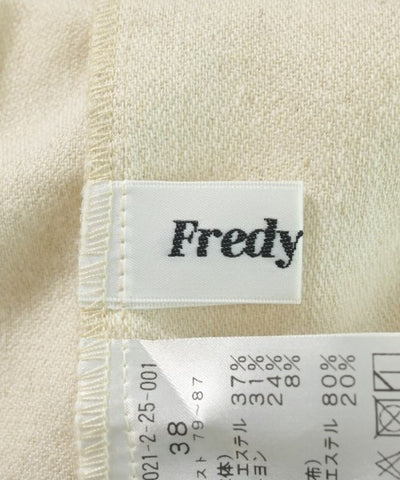 Fredy
021-2-25-001
38
スト 79~87
体)
エステル 37%
ヨン 31%
24%
8%
布)
エステル 80%
20%